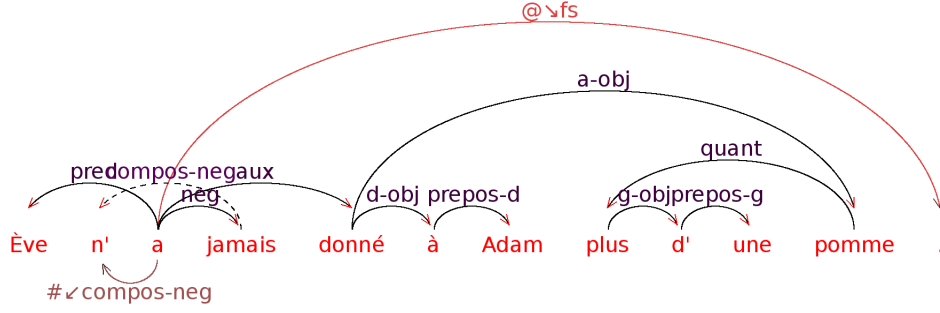 @↘fs
a-obj
quant
pred compos-neg aux
neg d-obj prepos-d g-obj prepos-g
Ève n' a jamais donné à Adam plus d' une pomme .
#↙compos-neg